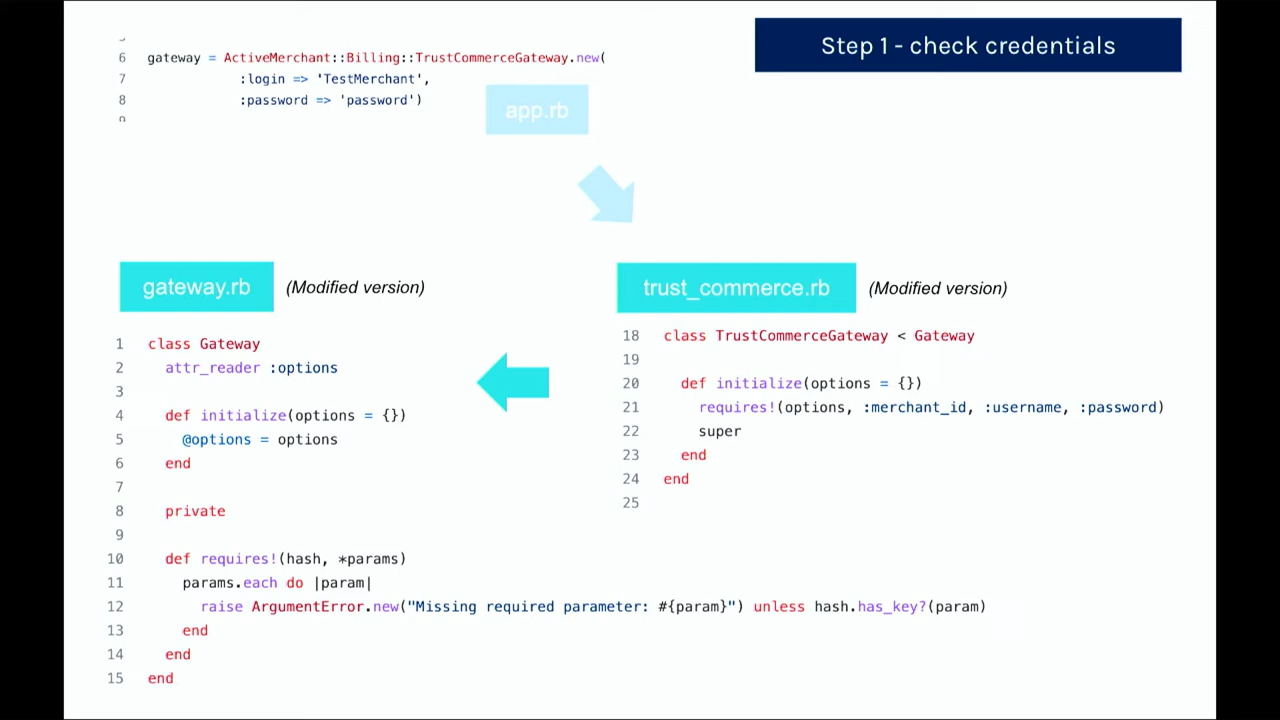 Step 1 - check credentials
6 gateway = ActiveMerchant::Billing::TrustCommerceGateway.new(
7 :login => 'TestMerchant',
8 :password => 'password')
app.rb
gateway.rb (Modified version)
1 class Gateway
2 attr_reader :options
3
4 def initialize(options = {})
5 @options = options
6 end
7
8 private
9
10 def requires!(hash, *params)
11 params.each do |param|
12 raise ArgumentError.new("Missing required parameter: #{param}") unless hash.has_key?(param)
13 end
14 end
15 end
trust_commerce.rb (Modified version)
18 class TrustCommerceGateway < Gateway
19
20 def initialize(options = {})
21 requires!(options, :merchant_id, :username, :password)
22 super
23 end
24 end
25